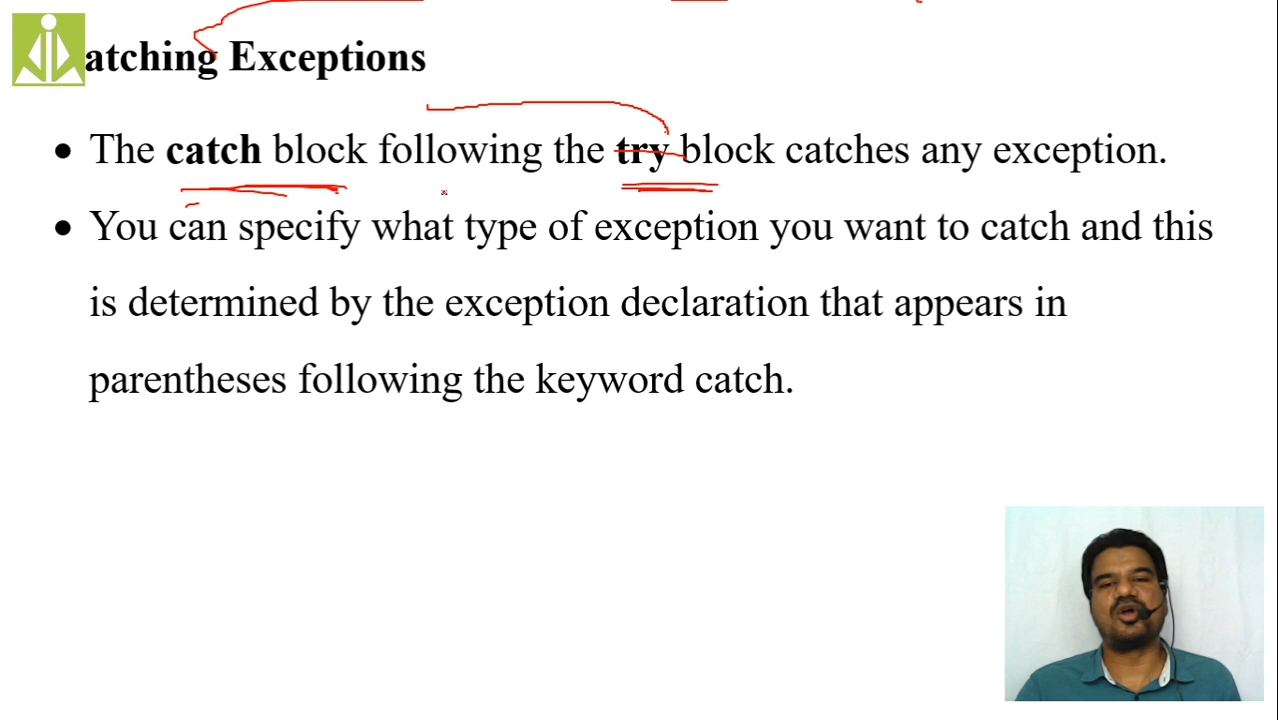 atching Exceptions
• The catch block following the try block catches any exception.
• You can specify what type of exception you want to catch and this
is determined by the exception declaration that appears in
parentheses following the keyword catch.